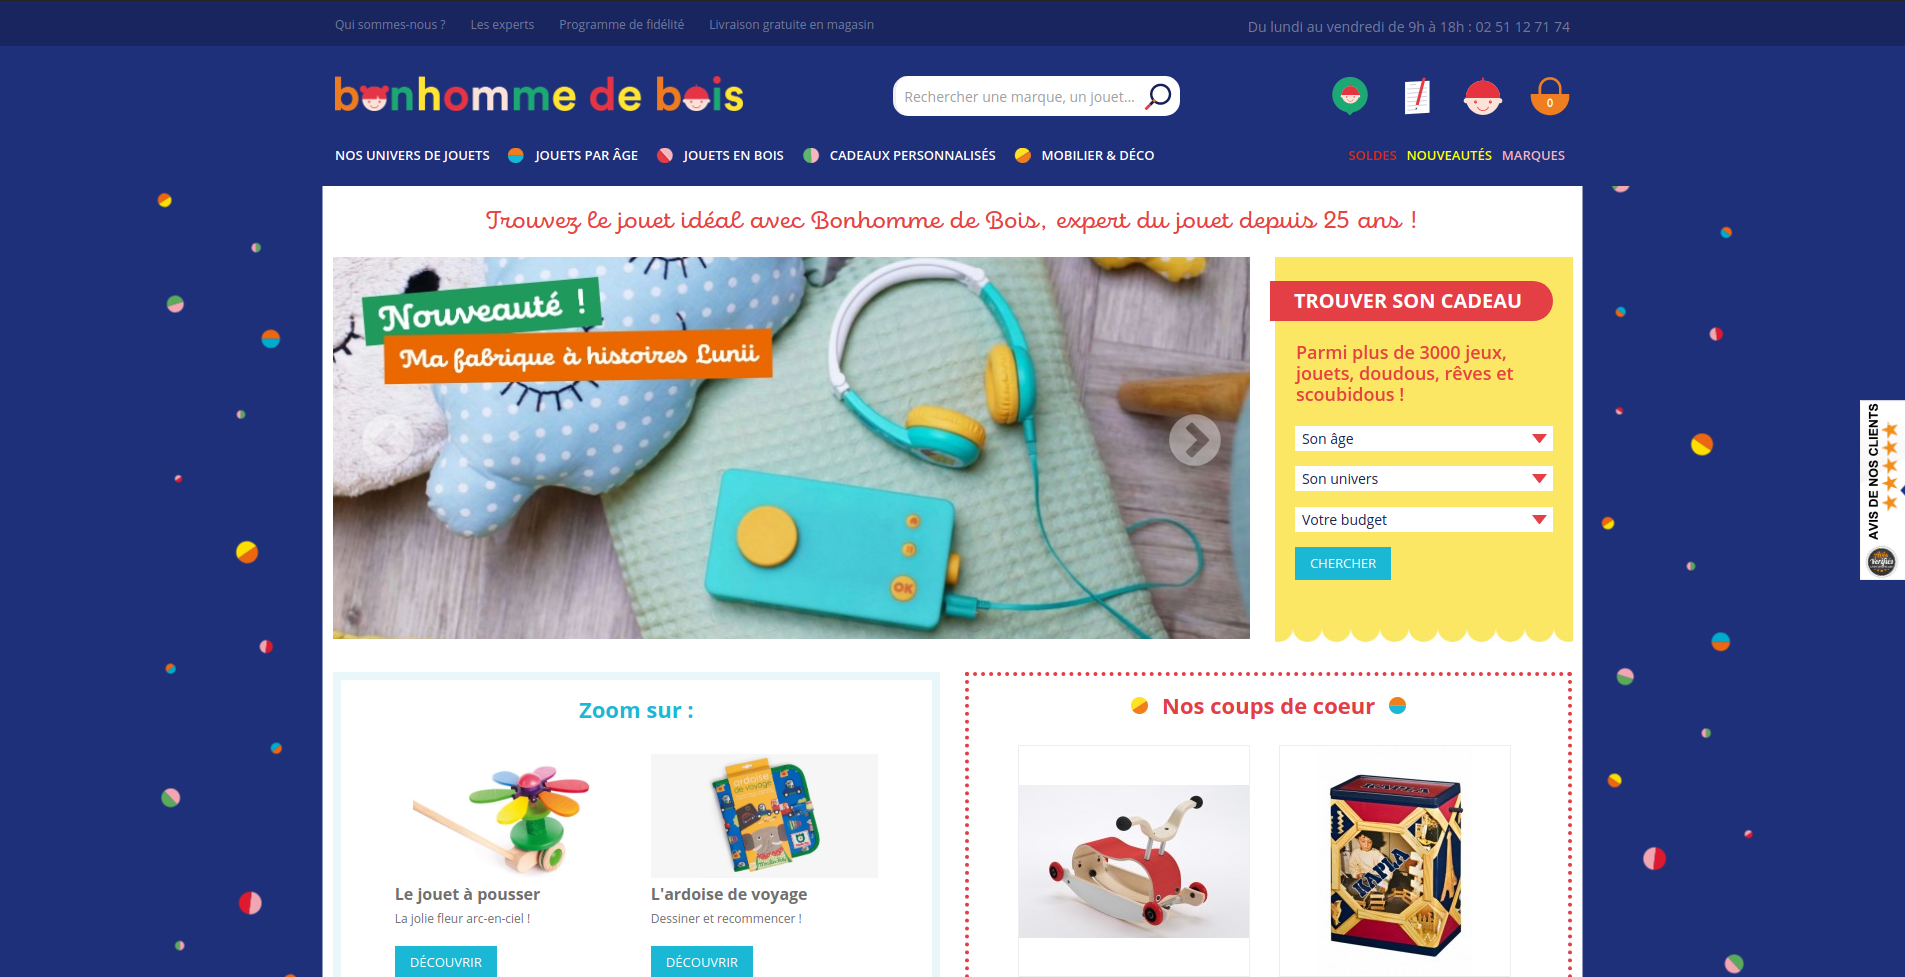 Qui sommes-nous ? Les experts Programme de fidélité Livraison gratuite en magasin Du lundi au vendredi de 9h à 18h : 02 51 12 71 74
bonhomme de bois
Rechercher une marque, un jouet...
0
NOS UNIVERS DE JOUETS JOUETS PAR ÂGE JOUETS EN BOIS CADEAUX PERSONNALISÉS MOBILIER & DÉCO SOLDES NOUVEAUTÉS MARQUES
Trouvez le jouet idéal avec Bonhomme de Bois, expert du jouet depuis 25 ans !
Nouveauté !
Ma fabrique à histoires Lunii
OK
TROUVER SON CADEAU
Parmi plus de 3000 jeux,
jouets, doudous, rêves et
scoubidous !
Son âge
Son univers
Votre budget
CHERCHER
AVIS DE NOS CLIENTS
Avis
Vérifiés
Zoom sur :
ardoise
de voyage
Le jouet à pousser
La jolie fleur arc-en-ciel !
DÉCOUVRIR
L'ardoise de voyage
Dessiner et recommencer !
DÉCOUVRIR
Nos coups de coeur
KAPLA
KAPLA